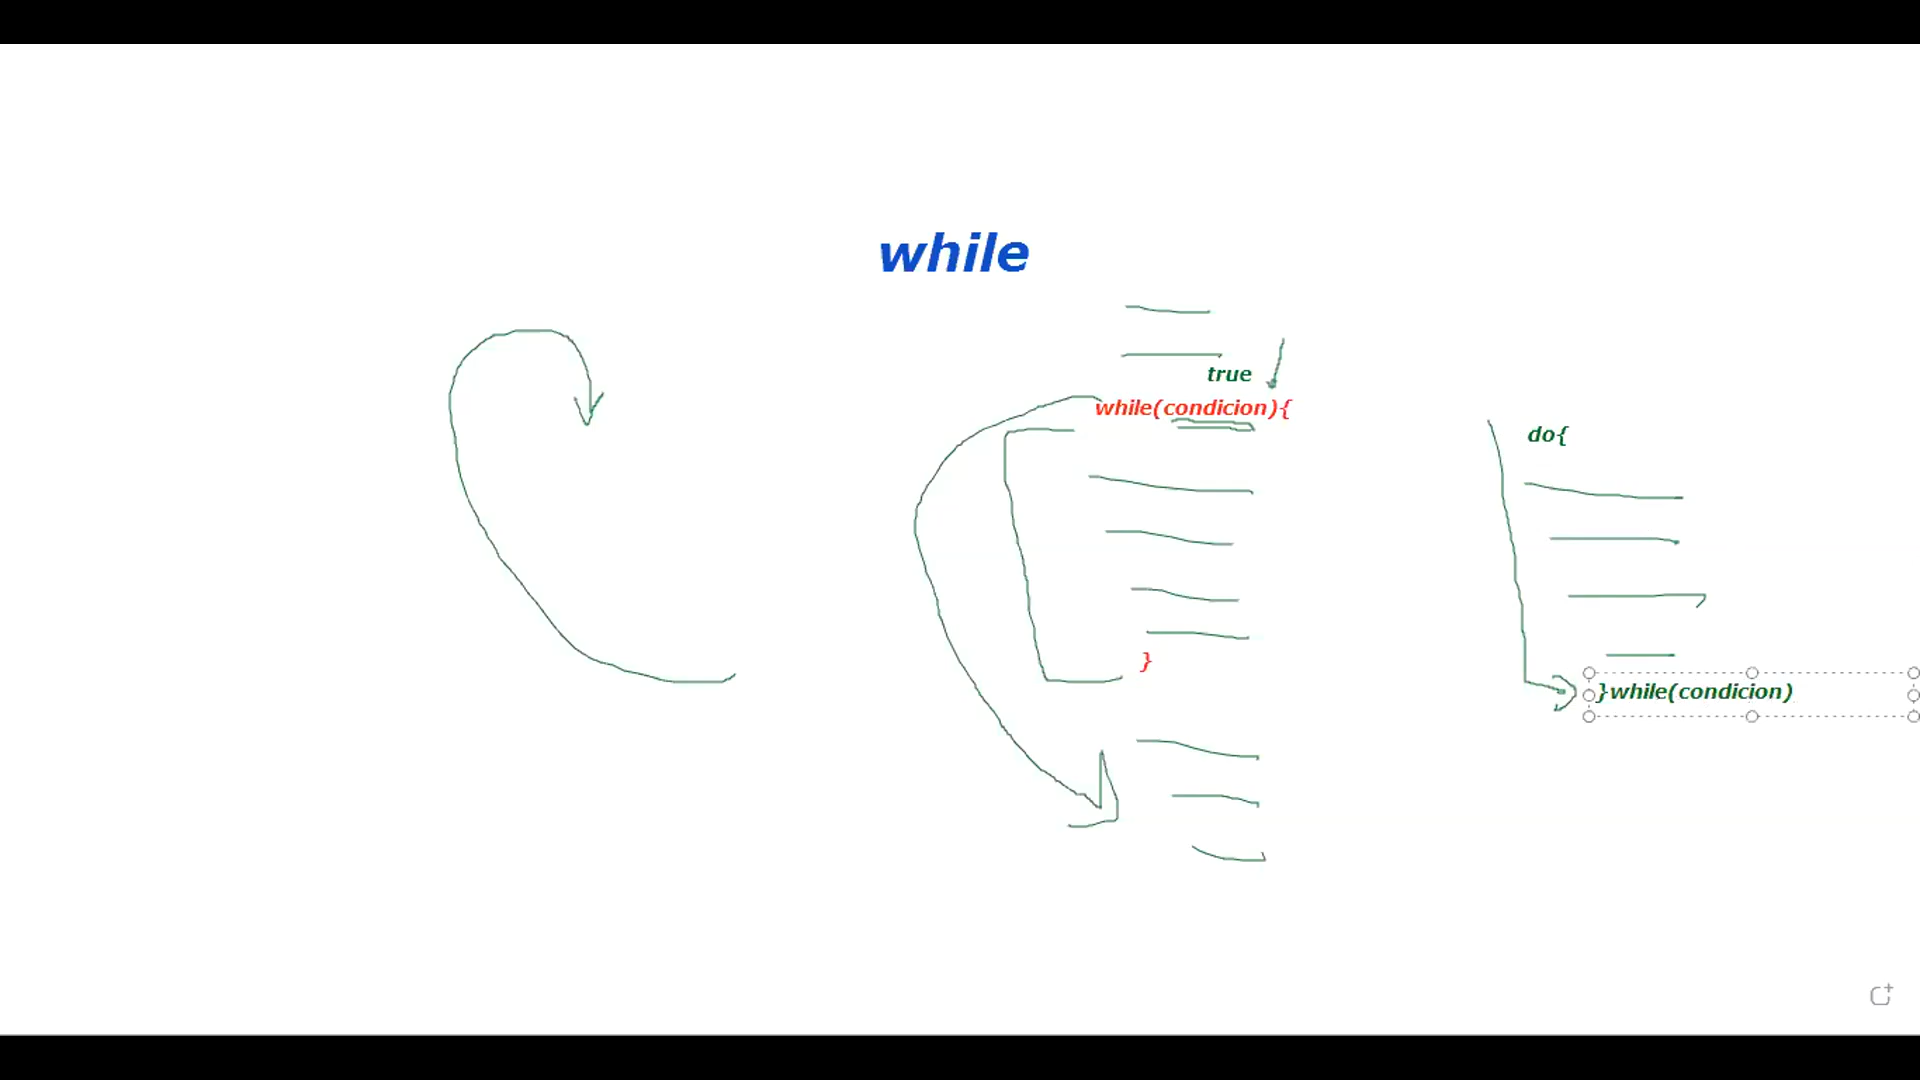 while
true
while(condicion){
}
do{
}while(condicion)